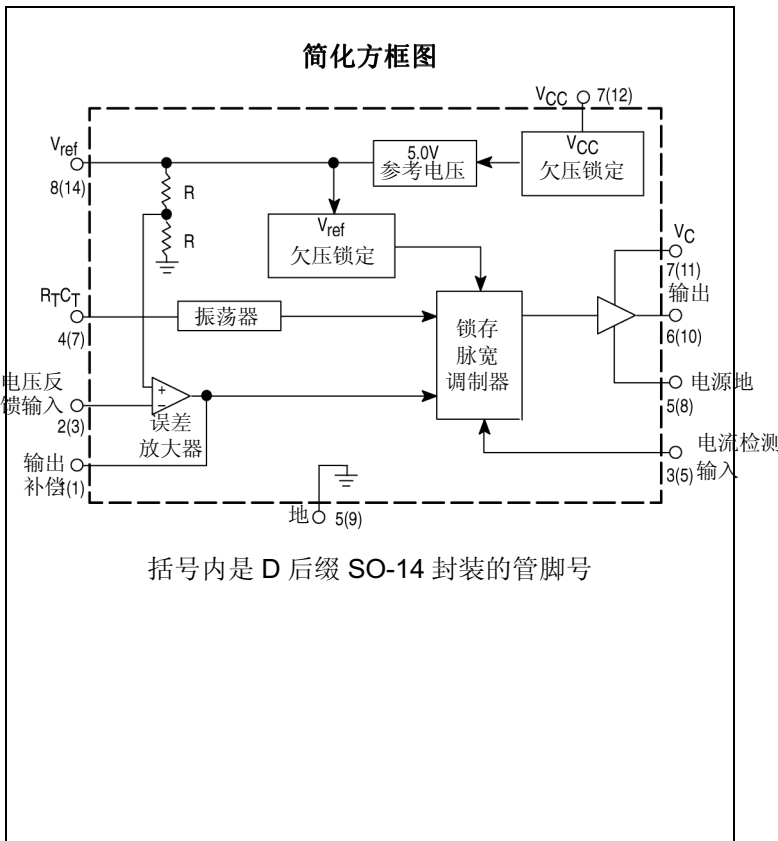 简化方框图
VCC 7(12)
Vref
8(14)
R
R
5.0V
参考电压
VCC
欠压锁定
Vref
欠压锁定
VC
7(11)
RTCT
4(7)
振荡器
锁存
脉宽
调制器
输出
6(10)
电压反
馈输入
2(3)
+
−
误差
放大器
电源地
5(8)
输出
补偿1(1)
电流检测
3(5) 输入
地 5(9)
括号内是 D 后缀 SO-14 封装的管脚号